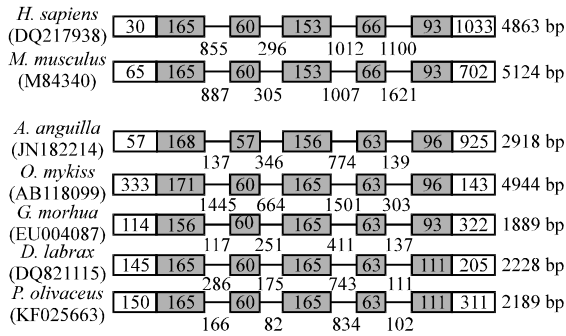 H. sapiens 30 165 60 153 66 93 1033 4863 bp
(DQ217938) 855 296 1012 1100
M. musculus 65 165 60 153 66 93 702 5124 bp
(M84340) 887 305 1007 1621
A. anguilla 57 168 57 156 63 96 925 2918 bp
(JN182214) 137 346 774 139
O. mykiss 333 171 60 165 63 96 143 4944 bp
(AB118099) 1445 664 1501 303
G. morhua 114 156 60 165 63 93 322 1889 bp
(EU004087) 117 251 411 137
D. labrax 145 165 60 165 63 111 205 2228 bp
(DQ821115) 286 175 743 111
P. olivaceus 150 165 60 165 63 111 311 2189 bp
(KF025663) 166 82 834 102